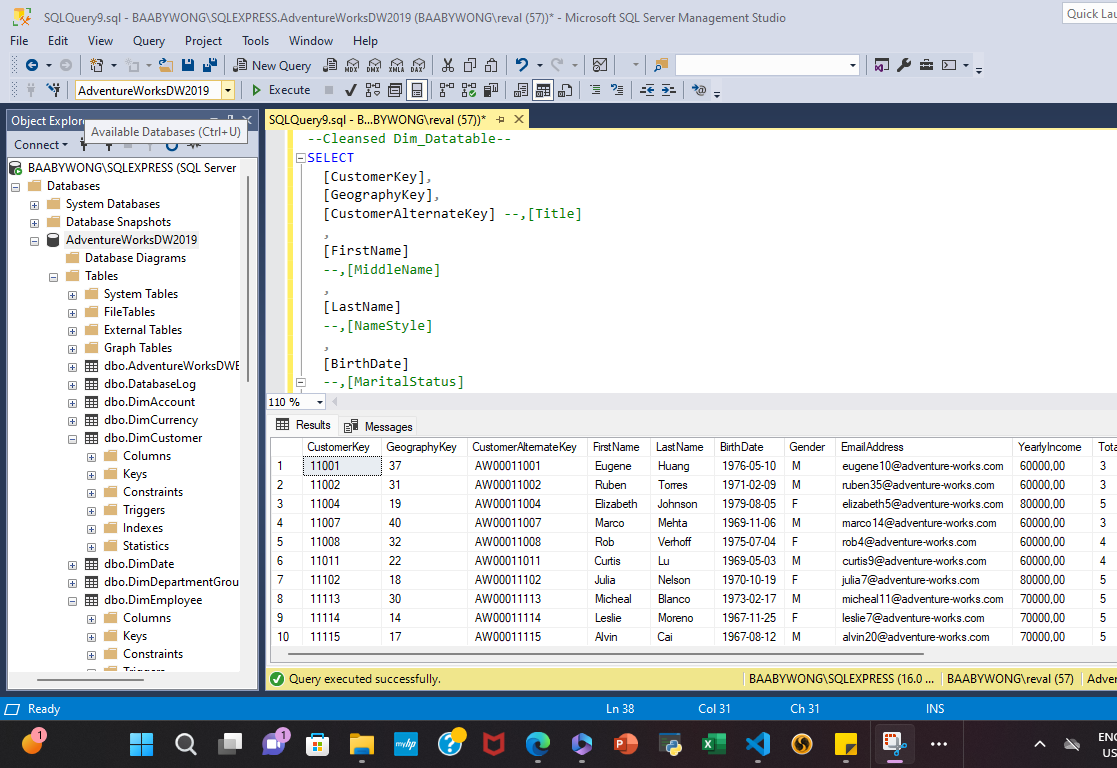 SQLQuery9.sql - BAABYWONG\SQLEXPRESS.AdventureWorksDW2019 (BAABYWONG\reval (57))* - Microsoft SQL Server Management Studio
Quick Lau
File Edit View Query Project Tools Window Help
New Query MDX DMX XMLA DAX
AdventureWorksDW2019 Execute
Object Explore
Available Databases (Ctrl+U)
Connect
BAABYWONG\SQLEXPRESS (SQL Server
Databases
System Databases
Database Snapshots
AdventureWorksDW2019
Database Diagrams
Tables
System Tables
FileTables
External Tables
Graph Tables
dbo.AdventureWorksDWB
dbo.DatabaseLog
dbo.DimAccount
dbo.DimCurrency
dbo.DimCustomer
Columns
Keys
Constraints
Triggers
Indexes
Statistics
dbo.DimDate
dbo.DimDepartmentGrou
dbo.DimEmployee
Columns
Keys
Constraints
Triggers
SQLQuery9.sql - B...BYWONG\reval (57))*
--Cleansed Dim_Datatable--
SELECT
[CustomerKey],
[GeographyKey],
[CustomerAlternateKey] --,[Title]
,
[FirstName]
--,[MiddleName]
,
[LastName]
--,[NameStyle]
,
[BirthDate]
--,[MaritalStatus]
110 %
Results Messages
CustomerKey GeographyKey CustomerAlternateKey FirstName LastName BirthDate Gender EmailAddress YearlyIncome Tota
1 11001 37 AW00011001 Eugene Huang 1976-05-10 M eugene10@adventure-works.com 60000,00 3
2 11002 31 AW00011002 Ruben Torres 1971-02-09 M ruben35@adventure-works.com 60000,00 3
3 11004 19 AW00011004 Elizabeth Johnson 1979-08-05 F elizabeth5@adventure-works.com 80000,00 5
4 11007 40 AW00011007 Marco Mehta 1969-11-06 M marco14@adventure-works.com 60000,00 3
5 11008 32 AW00011008 Rob Verhoff 1975-07-04 F rob4@adventure-works.com 60000,00 4
6 11011 22 AW00011011 Curtis Lu 1969-05-03 M curtis9@adventure-works.com 60000,00 4
7 11102 18 AW00011102 Julia Nelson 1970-10-19 F julia7@adventure-works.com 80000,00 5
8 11113 30 AW00011113 Micheal Blanco 1973-02-17 M micheal11@adventure-works.com 70000,00 5
9 11114 14 AW00011114 Leslie Moreno 1967-11-25 F leslie7@adventure-works.com 70000,00 5
10 11115 17 AW00011115 Alvin Cai 1967-08-12 M alvin20@adventure-works.com 70000,00 5
Query executed successfully. BAABYWONG\SQLEXPRESS (16.0 ... BAABYWONG\reval (57) Adven
Ready Ln 38 Col 31 Ch 31 INS
1 1 myhp ENG
US